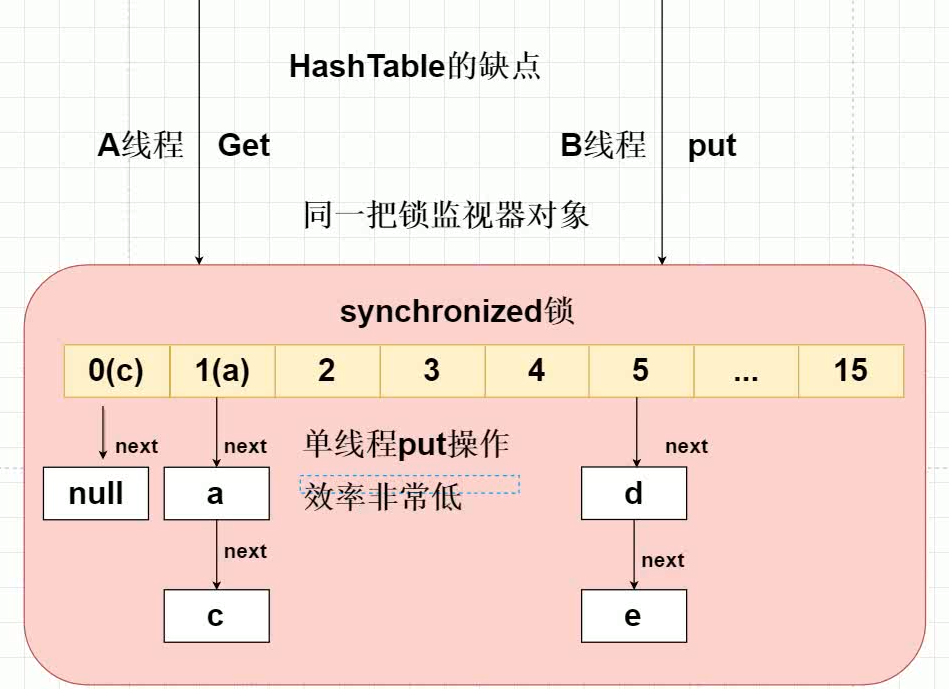 HashTable的缺点
A线程 Get B线程 put
同一把锁监视器对象
synchronized锁
0(c) 1(a) 2 3 4 5 ... 15
next next 单线程put操作 next
null a 效率非常低 d
next next
c e